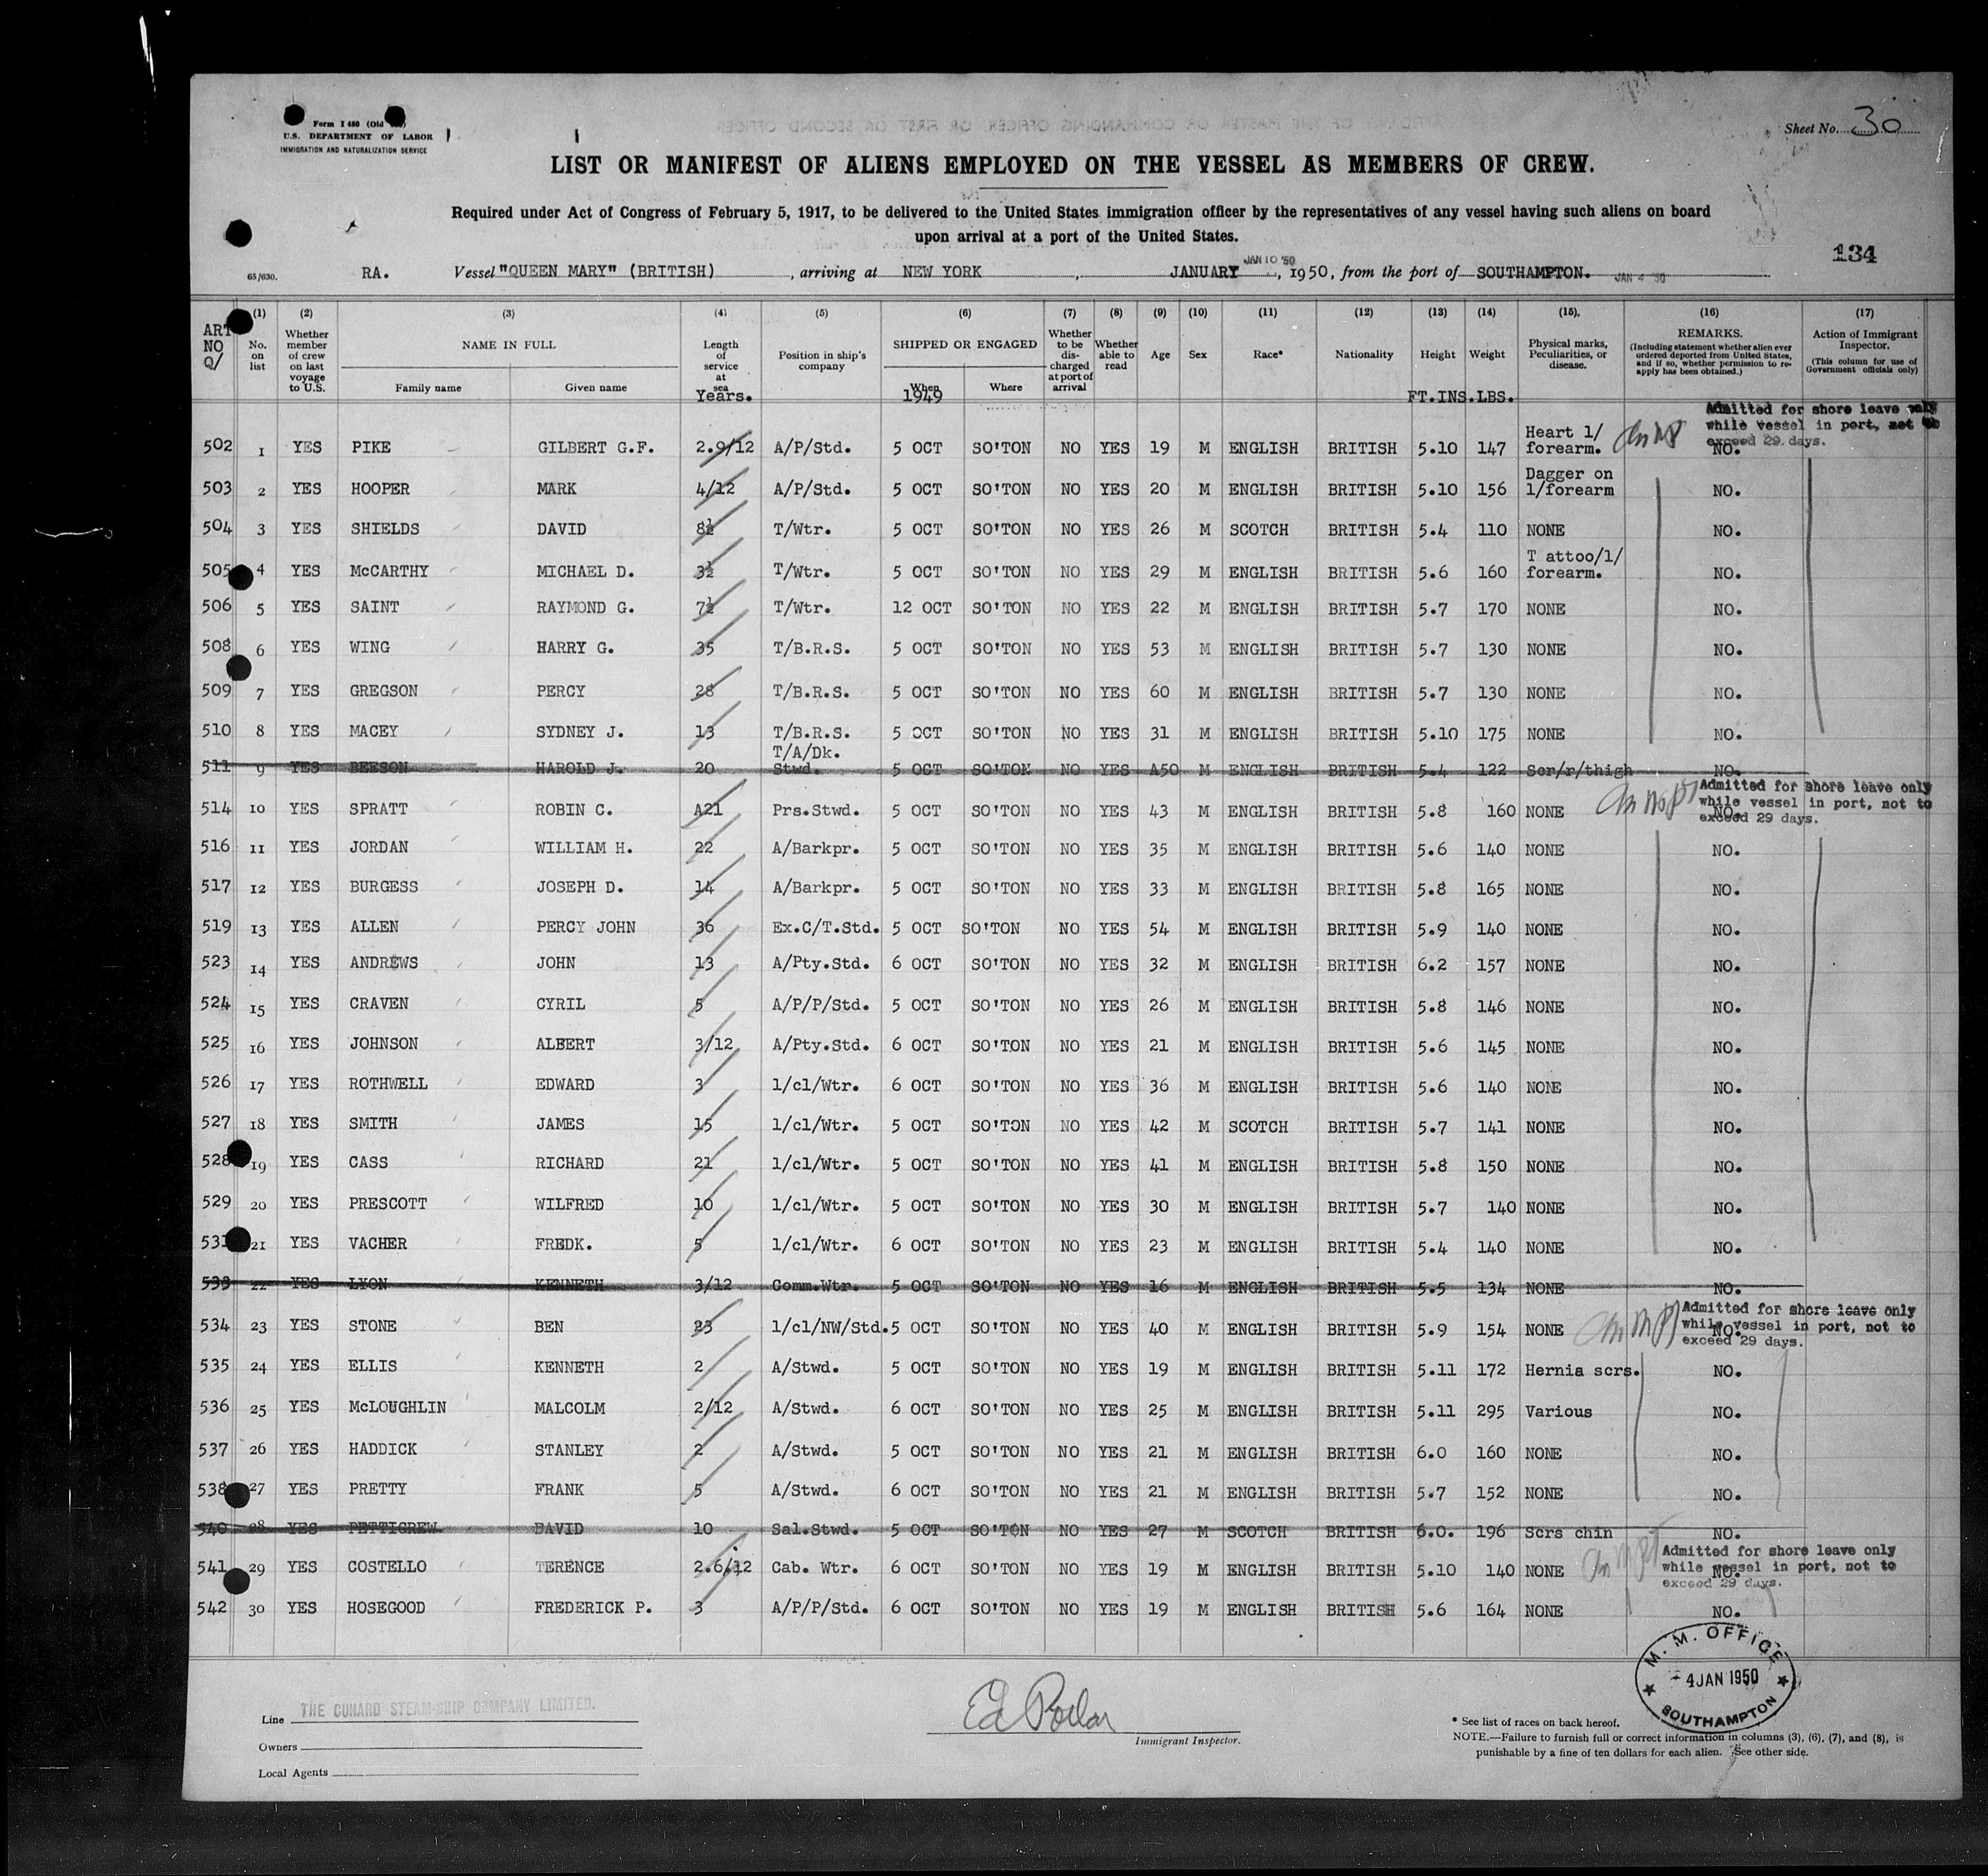 Form I 480 (Old
U. S. DEPARTMENT OF LABOR
IMMIGRATION AND NATURALIZATION SERVICE
Sheet No. 30
LIST OR MANIFEST OF ALIENS EMPLOYED ON THE VESSEL AS MEMBERS OF CREW.
Required under Act of Congress of February 5, 1917, to be delivered to the United States immigration officer by the representatives of any vessel having such aliens on board
upon arrival at a port of the United States.
134
65/630. RA. Vessel "QUEEN MARY" (BRITISH), arriving at NEW YORK, JANUARY JAN 10 '50, 1950, from the port of SOUTHAMPTON. JAN 4 '50
ART NO Q/ (1) No. on list (2) Whether member of crew on last voyage to U.S. (3) NAME IN FULL Family name Given name (4) Length of service at sea Years. (5) Position in ship's company (6) SHIPPED OR ENGAGED When 1949 Where (7) Whether to be discharged at port of arrival (8) Whether able to read (9) Age (10) Sex (11) Race* (12) Nationality (13) Height FT.INS. (14) Weight LBS. (15) Physical marks, Peculiarities, or disease. (16) REMARKS. (Including statement whether alien ever ordered deported from United States, and if so, whether permission to re-apply has been obtained.) (17) Action of Immigrant Inspector. (This column for use of Government officials only)
Admitted for shore leave only while vessel in port, not to exceed 29 days.
502 1 YES PIKE GILBERT G.F. 2.9/12 A/P/Std. 5 OCT SO'TON NO YES 19 M ENGLISH BRITISH 5.10 147 Heart l/forearm. NO.
503 2 YES HOOPER MARK 4/12 A/P/Std. 5 OCT SO'TON NO YES 20 M ENGLISH BRITISH 5.10 156 Dagger on l/forearm NO.
504 3 YES SHIELDS DAVID 8½ T/Wtr. 5 OCT SO'TON NO YES 26 M SCOTCH BRITISH 5.4 110 NONE NO.
505 4 YES McCARTHY MICHAEL D. 3½ T/Wtr. 5 OCT SO'TON NO YES 29 M ENGLISH BRITISH 5.6 160 T attoo/l/forearm. NO.
506 5 YES SAINT RAYMOND G. 7½ T/Wtr. 12 OCT SO'TON NO YES 22 M ENGLISH BRITISH 5.7 170 NONE NO.
508 6 YES WING HARRY G. 35 T/B.R.S. 5 OCT SO'TON NO YES 53 M ENGLISH BRITISH 5.7 130 NONE NO.
509 7 YES GREGSON PERCY 28 T/B.R.S. 5 OCT SO'TON NO YES 60 M ENGLISH BRITISH 5.7 130 NONE NO.
510 8 YES MACEY SYDNEY J. 13 T/B.R.S. 5 OCT SO'TON NO YES 31 M ENGLISH BRITISH 5.10 175 NONE NO.
511 9 YES BEESON HAROLD J. 20 T/A/Dk. Stwd. 5 OCT SO'TON NO YES A50 M ENGLISH BRITISH 5.4 122 Scr/r/thigh NO.
Admitted for shore leave only while vessel in port, not to exceed 29 days.
514 10 YES SPRATT ROBIN C. A21 Prs.Stwd. 5 OCT SO'TON NO YES 43 M ENGLISH BRITISH 5.8 160 NONE NO.
516 11 YES JORDAN WILLIAM H. 22 A/Barkpr. 5 OCT SO'TON NO YES 35 M ENGLISH BRITISH 5.6 140 NONE NO.
517 12 YES BURGESS JOSEPH D. 14 A/Barkpr. 5 OCT SO'TON NO YES 33 M ENGLISH BRITISH 5.8 165 NONE NO.
519 13 YES ALLEN PERCY JOHN 36 Ex.C/T.Std. 5 OCT SO'TON NO YES 54 M ENGLISH BRITISH 5.9 140 NONE NO.
523 14 YES ANDREWS JOHN 13 A/Pty.Std. 6 OCT SO'TON NO YES 32 M ENGLISH BRITISH 6.2 157 NONE NO.
524 15 YES CRAVEN CYRIL 5 A/P/P/Std. 5 OCT SO'TON NO YES 26 M ENGLISH BRITISH 5.8 146 NONE NO.
525 16 YES JOHNSON ALBERT 3/12 A/Pty.Std. 6 OCT SO'TON NO YES 21 M ENGLISH BRITISH 5.6 145 NONE NO.
526 17 YES ROTHWELL EDWARD 3 1/cl/Wtr. 6 OCT SO'TON NO YES 36 M ENGLISH BRITISH 5.6 140 NONE NO.
527 18 YES SMITH JAMES 15 1/cl/Wtr. 5 OCT SO'TON NO YES 42 M SCOTCH BRITISH 5.7 141 NONE NO.
528 19 YES CASS RICHARD 21 1/cl/Wtr. 5 OCT SO'TON NO YES 41 M ENGLISH BRITISH 5.8 150 NONE NO.
529 20 YES PRESCOTT WILFRED 10 1/cl/Wtr. 5 OCT SO'TON NO YES 30 M ENGLISH BRITISH 5.7 140 NONE NO.
531 21 YES VACHER FREDK. 5 1/cl/Wtr. 6 OCT SO'TON NO YES 23 M ENGLISH BRITISH 5.4 140 NONE NO.
533 22 YES LYON KENNETH 3/12 Comm.Wtr. 5 OCT SO'TON NO YES 16 M ENGLISH BRITISH 5.5 134 NONE NO.
Admitted for shore leave only while vessel in port, not to exceed 29 days.
534 23 YES STONE BEN 23 1/cl/NW/Std. 5 OCT SO'TON NO YES 40 M ENGLISH BRITISH 5.9 154 NONE NO.
535 24 YES ELLIS KENNETH 2 A/Stwd. 5 OCT SO'TON NO YES 19 M ENGLISH BRITISH 5.11 172 Hernia scrs. NO.
536 25 YES McLOUGHLIN MALCOLM 2/12 A/Stwd. 6 OCT SO'TON NO YES 25 M ENGLISH BRITISH 5.11 295 Various NO.
537 26 YES HADDICK STANLEY 2 A/Stwd. 5 OCT SO'TON NO YES 21 M ENGLISH BRITISH 6.0 160 NONE NO.
538 27 YES PRETTY FRANK 5 A/Stwd. 6 OCT SO'TON NO YES 21 M ENGLISH BRITISH 5.7 152 NONE NO.
540 28 YES PETTIGREW DAVID 10 Sal.Stwd. 5 OCT SO'TON NO YES 27 M SCOTCH BRITISH 6.0. 196 Scrs chin NO.
Admitted for shore leave only while vessel in port, not to exceed 29 days.
541 29 YES COSTELLO TERENCE 2.6/12 Cab. Wtr. 6 OCT SO'TON NO YES 19 M ENGLISH BRITISH 5.10 140 NONE NO.
542 30 YES HOSEGOOD FREDERICK P. 3 A/P/P/Std. 6 OCT SO'TON NO YES 19 M ENGLISH BRITISH 5.6 164 NONE NO.
M. M. OFFICE
4 JAN 1950
SOUTHAMPTON
Line THE CUNARD STEAM-SHIP COMPANY LIMITED.
Owners
Local Agents
Immigrant Inspector.
* See list of races on back hereof.
NOTE.—Failure to furnish full or correct information in columns (3), (6), (7), and (8), is
punishable by a fine of ten dollars for each alien. See other side.